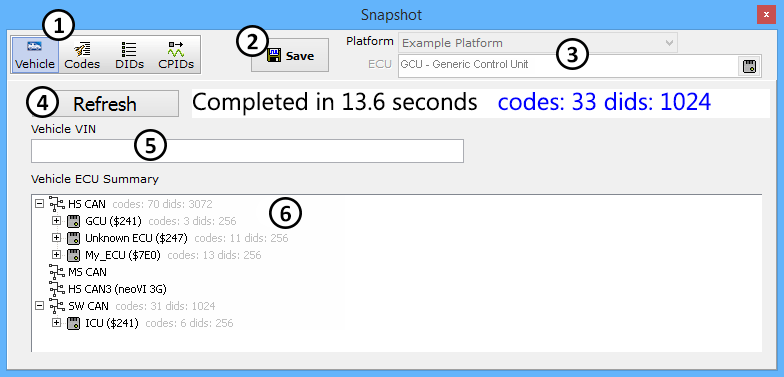 Snapshot
1
Vehicle Codes DIDs CPIDs
2
Save
Platform Example Platform
ECU GCU - Generic Control Unit
3
4
Refresh
Completed in 13.6 seconds codes: 33 dids: 1024
Vehicle VIN
5
Vehicle ECU Summary
6
HS CAN codes: 70 dids: 3072
GCU ($241) codes: 3 dids: 256
Unknown ECU ($247) codes: 11 dids: 256
My_ECU ($7E0) codes: 13 dids: 256
MS CAN
HS CAN3 (neoVI 3G)
SW CAN codes: 31 dids: 1024
ICU ($241) codes: 6 dids: 256